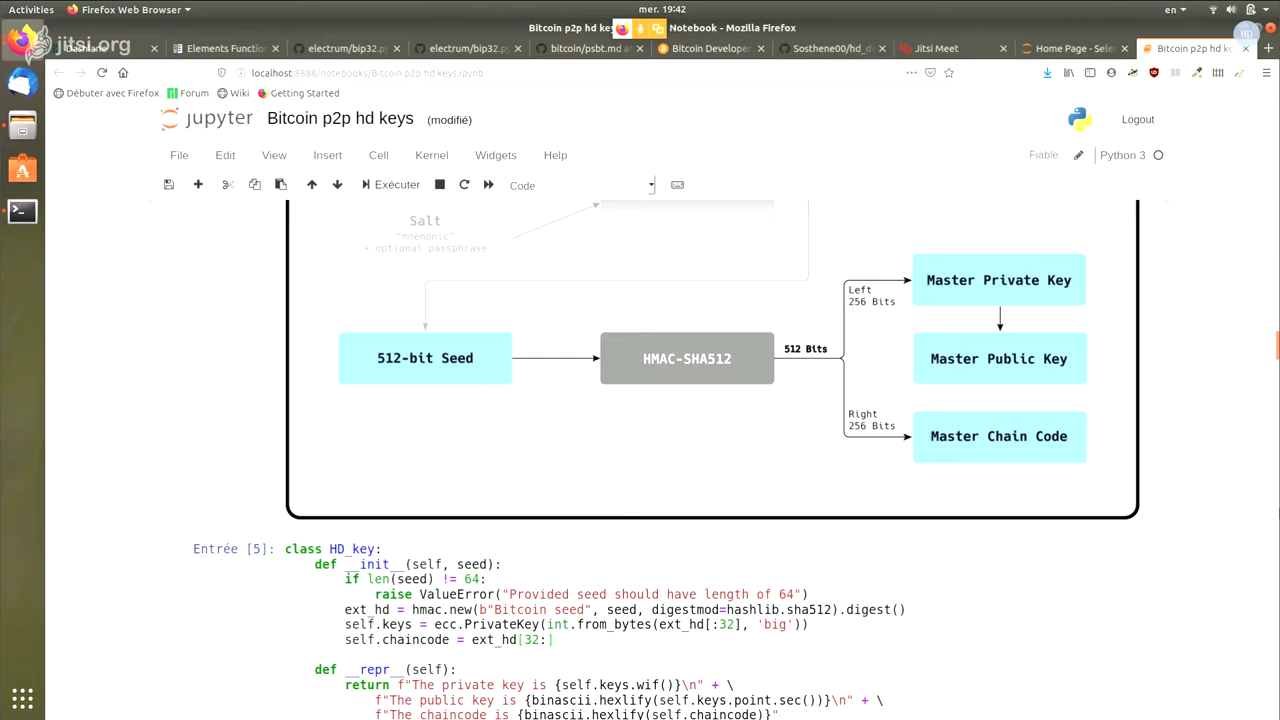 Activities
Firefox Web Browser
mer. 19:42
en
Bitcoin p2p hd key
Notebook - Mozilla Firefox
jitsi.org
HD
Elements Function
electrum/bip32.p
electrum/bip32.p
bitcoin/psbt.md a
Bitcoin Developer
Sosthene00/hd_d
Jitsi Meet
Home Page - Sele
Bitcoin p2p hd ke
localhost:8888/notebooks/Bitcoin p2p hd keys.ipynb
Débuter avec Firefox
Forum
Wiki
Getting Started
jupyter
Bitcoin p2p hd keys
(modifié)
Logout
File
Edit
View
Insert
Cell
Kernel
Widgets
Help
Fiable
Python 3
Exécuter
Code
Salt
"mnemonic"
+ optional passphrase
Master Private Key
Left
256 Bits
512-bit Seed
HMAC-SHA512
512 Bits
Master Public Key
Right
256 Bits
Master Chain Code
Entrée [5]: class HD_key:
def __init__(self, seed):
if len(seed) != 64:
raise ValueError("Provided seed should have length of 64")
ext_hd = hmac.new(b"Bitcoin seed", seed, digestmod=hashlib.sha512).digest()
self.keys = ecc.PrivateKey(int.from_bytes(ext_hd[:32], 'big'))
self.chaincode = ext_hd[32:]
def __repr__(self):
return f"The private key is {self.keys.wif()}\n" + \
f"The public key is {binascii.hexlify(self.keys.point.sec())}\n" + \
f"The chaincode is {binascii.hexlify(self.chaincode)}"